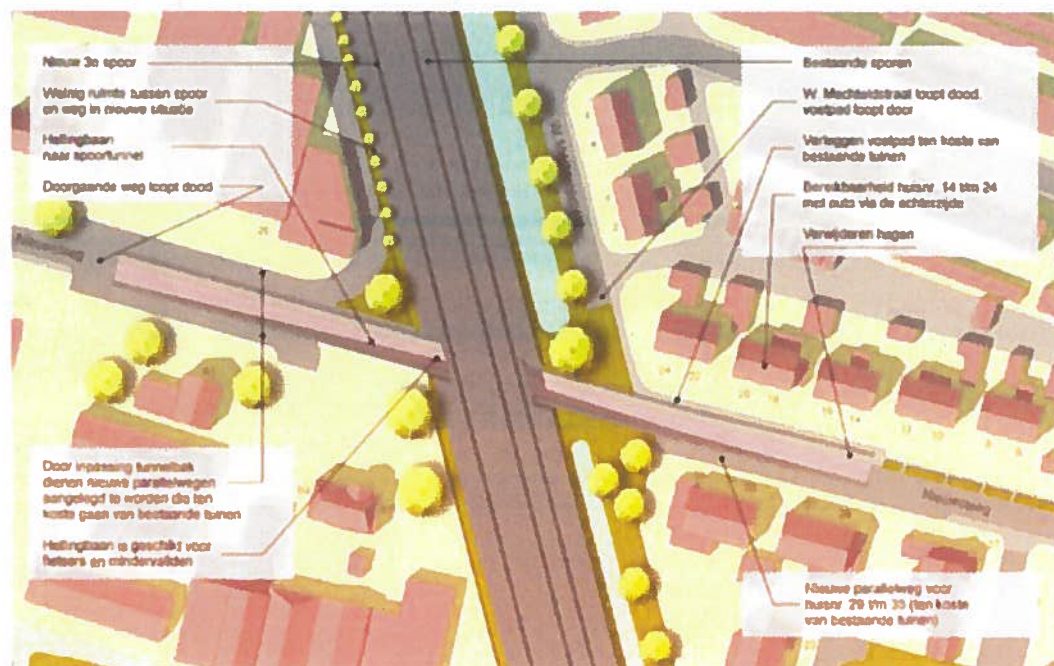 Nieuw 3e spoor
Weinig ruimte tussen spoor
en weg in nieuwe situatie
Hellingbaan
naar spoortunnel
Doorgaande weg loopt dood
Door inpassing tunnelbak
dienen nieuwe parallelwegen
aangelegd te worden die ten
koste gaan van bestaande tuinen
Hellingbaan is geschikt voor
fietsers en mindervaliden
Bestaande sporen
W. Mechteldstraat loopt dood,
voetpad loopt door
Verleggen voetpad ten koste van
bestaande tuinen
Bereikbaarheid huisnr. 14 t/m 24
met auto via de achterzijde
Verwijderen hagen
Nieuweweg
Nieuwe parallelweg voor
huisnr. 29 t/m 35 (ten koste
van bestaande tuinen)